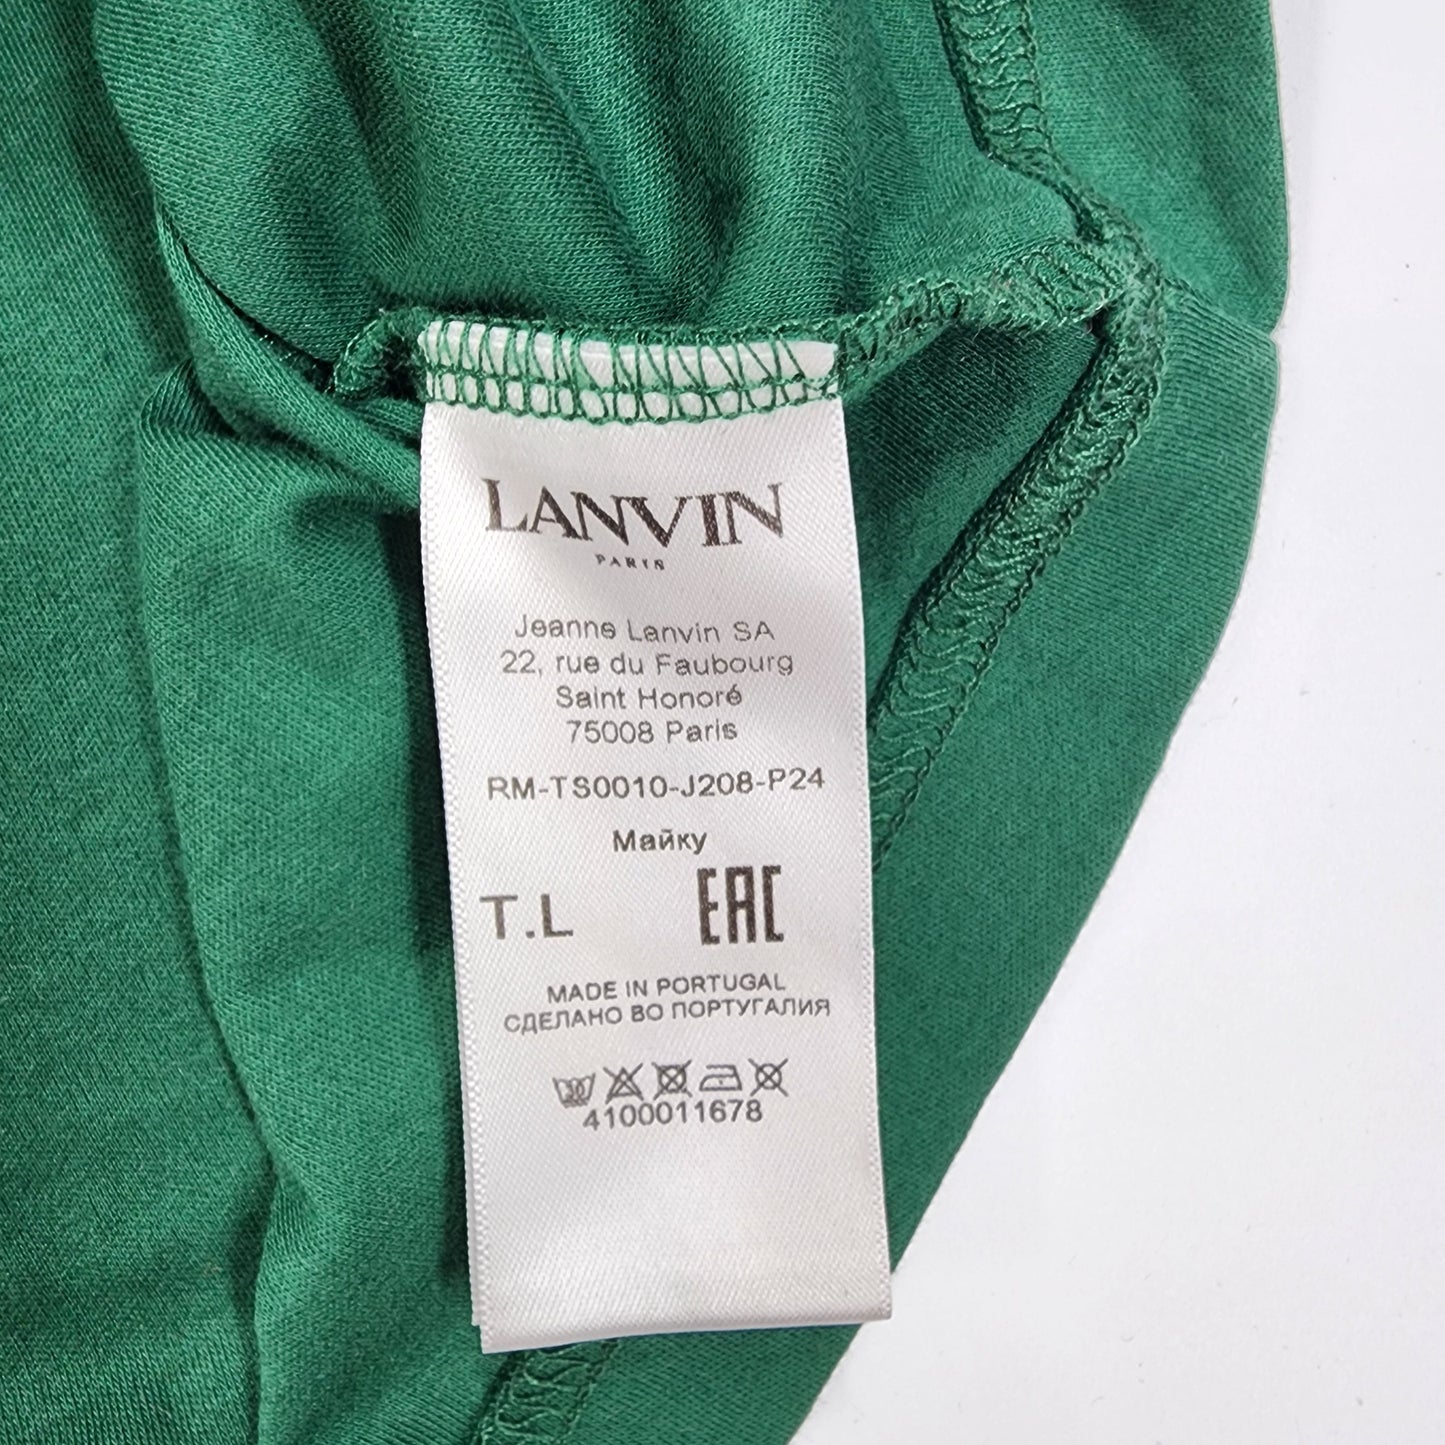 LANVIN
PARIS
Jeanne Lanvin SA
22, rue du Faubourg
Saint Honoré
75008 Paris
RM-TS0010-J208-P24
Майку
T.L EAC
MADE IN PORTUGAL
СДЕЛАНО ВО ПОРТУГАЛИЯ
30
4100011678